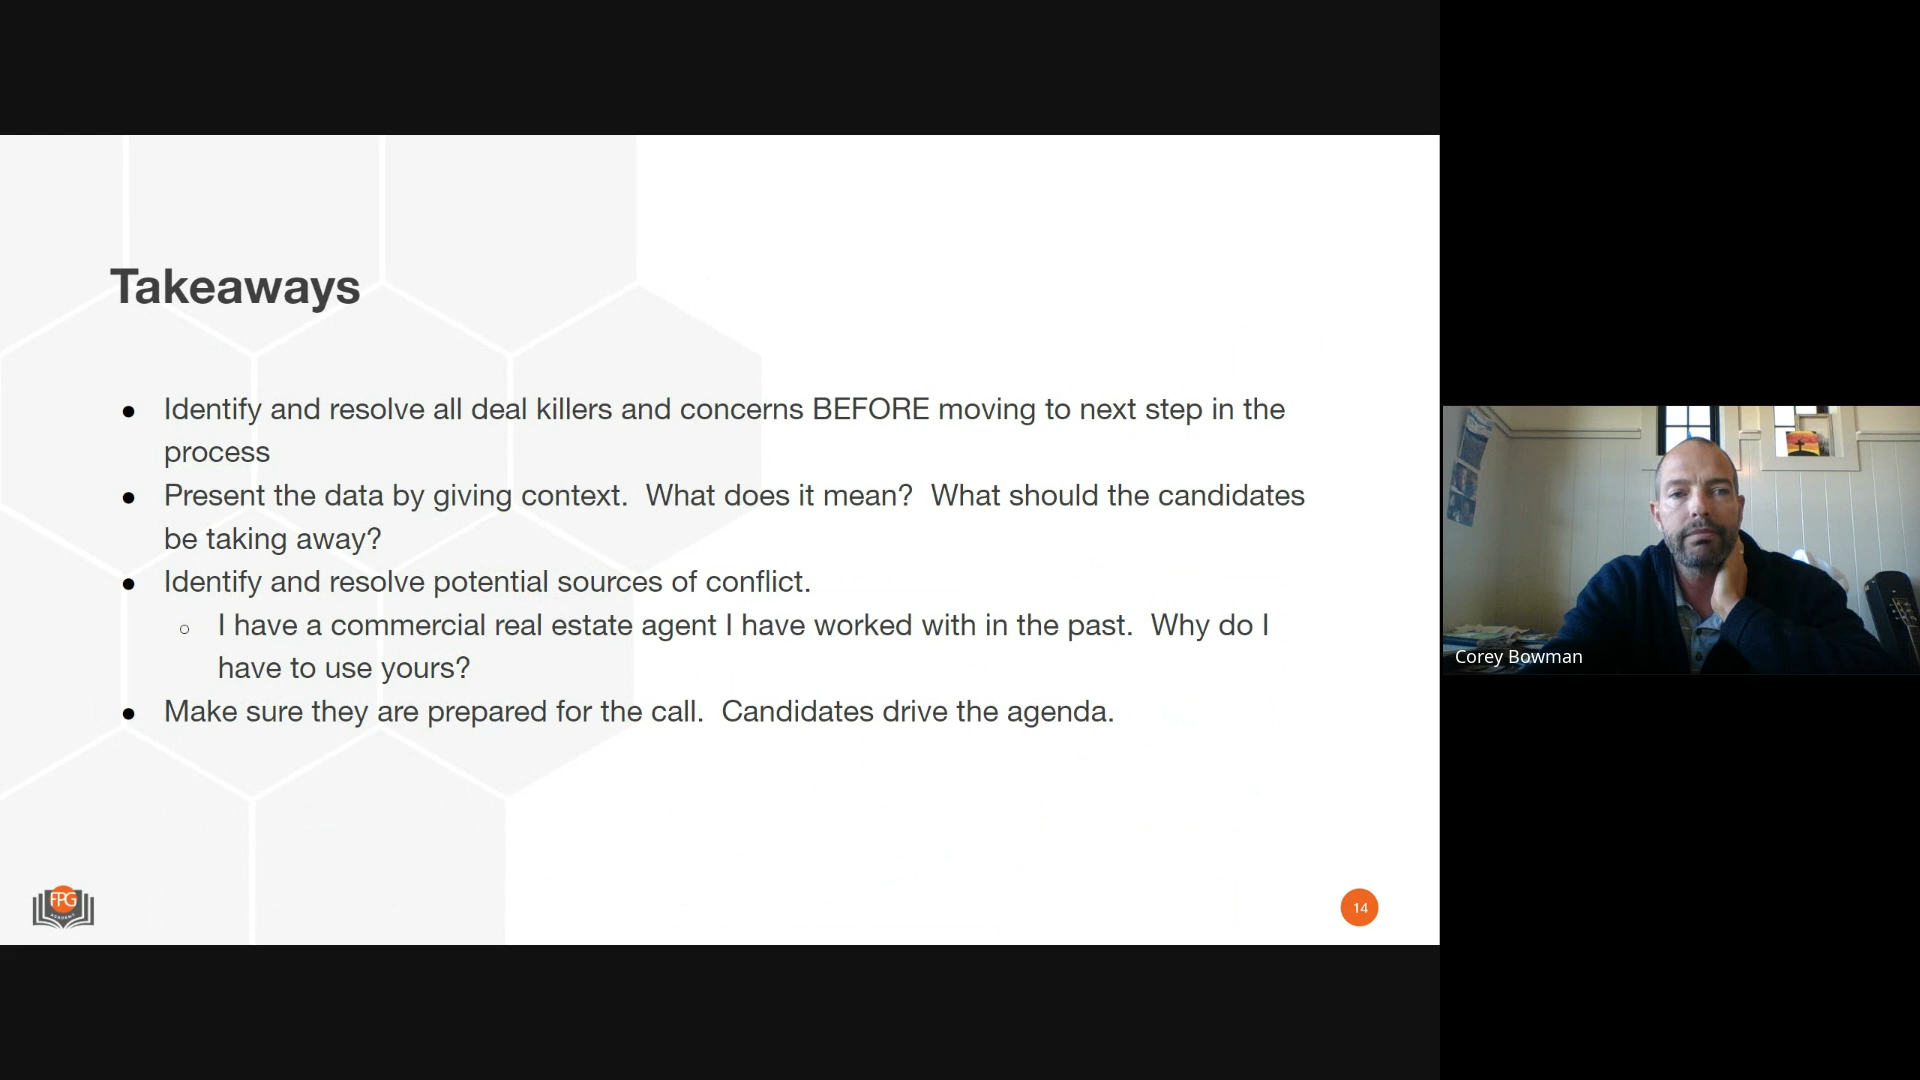 Takeaways
● Identify and resolve all deal killers and concerns BEFORE moving to next step in the
process
● Present the data by giving context.  What does it mean?  What should the candidates
be taking away?
● Identify and resolve potential sources of conflict.
○ I have a commercial real estate agent I have worked with in the past.  Why do I
have to use yours?
● Make sure they are prepared for the call.  Candidates drive the agenda.
FPG
ACADEMY
14
Corey Bowman